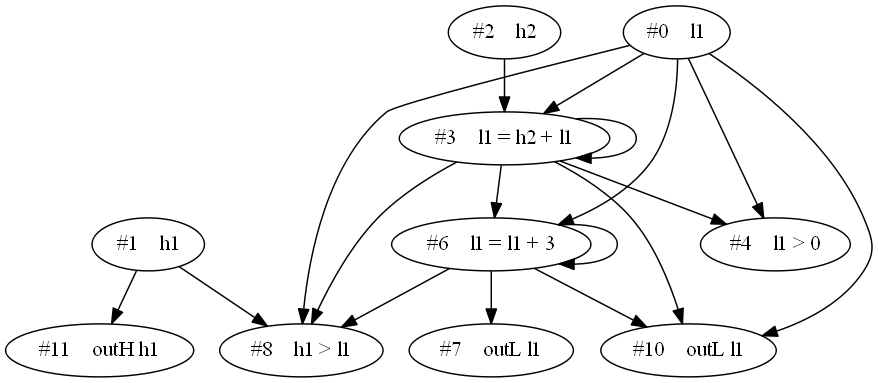 #2 h2
#0 l1
#3 l1 = h2 + l1
#1 h1
#6 l1 = l1 + 3
#4 l1 > 0
#11 outH h1
#8 h1 > l1
#7 outL l1
#10 outL l1